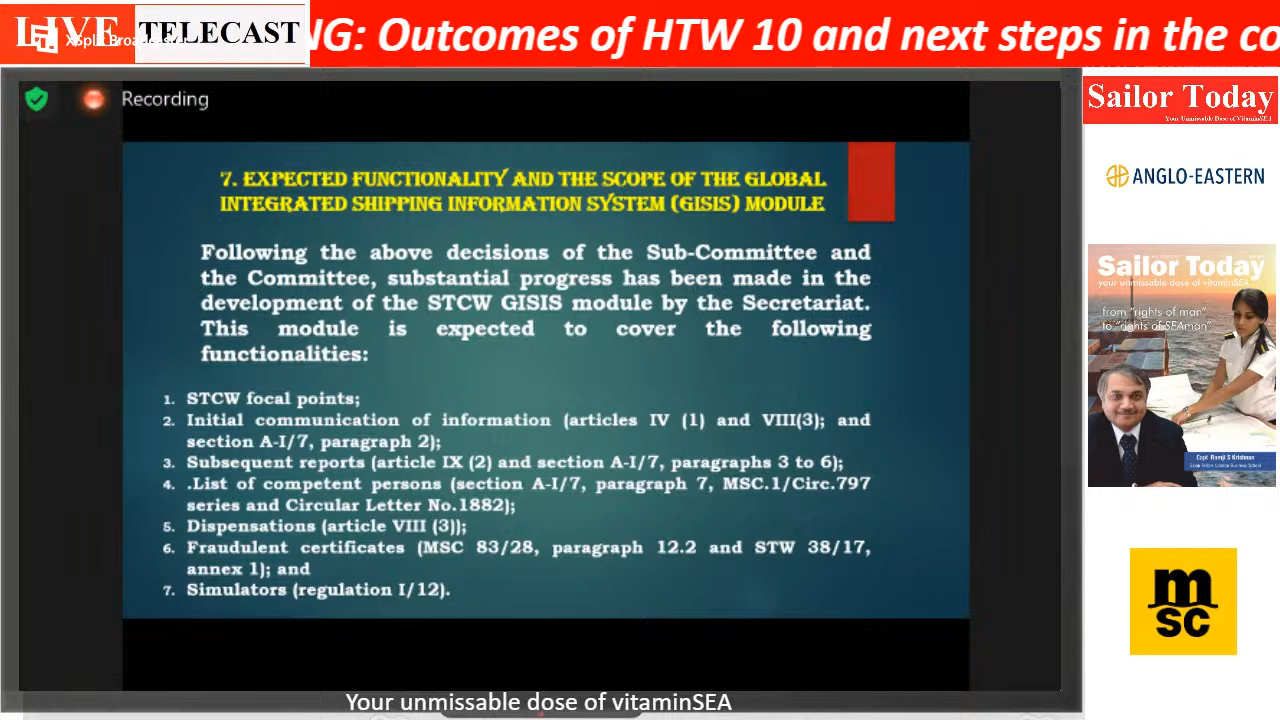 LIVE TELECAST
XSplit Broadcaster
NG: Outcomes of HTW 10 and next steps in the co
Recording
7. EXPECTED FUNCTIONALITY AND THE SCOPE OF THE GLOBAL
INTEGRATED SHIPPING INFORMATION SYSTEM (GISIS) MODULE
Following the above decisions of the Sub-Committee and
the Committee, substantial progress has been made in the
development of the STCW GISIS module by the Secretariat.
This module is expected to cover the following
functionalities:
1. STCW focal points;
2. Initial communication of information (articles IV (1) and VIII(3); and
section A-I/7, paragraph 2);
3. Subsequent reports (article IX (2) and section A-I/7, paragraphs 3 to 6);
4. .List of competent persons (section A-I/7, paragraph 7, MSC.1/Circ.797
series and Circular Letter No.1882);
5. Dispensations (article VIII (3));
6. Fraudulent certificates (MSC 83/28, paragraph 12.2 and STW 38/17,
annex 1); and
7. Simulators (regulation I/12).
Sailor Today
Your Unmissable Dose of VitaminSEA
ANGLO-EASTERN
Sailor Today
your unmissable dose of vitaminSEA
from "rights of man"
to "rights of SEAman"
Capt Ramji S Krishnan
msc
Your unmissable dose of vitaminSEA